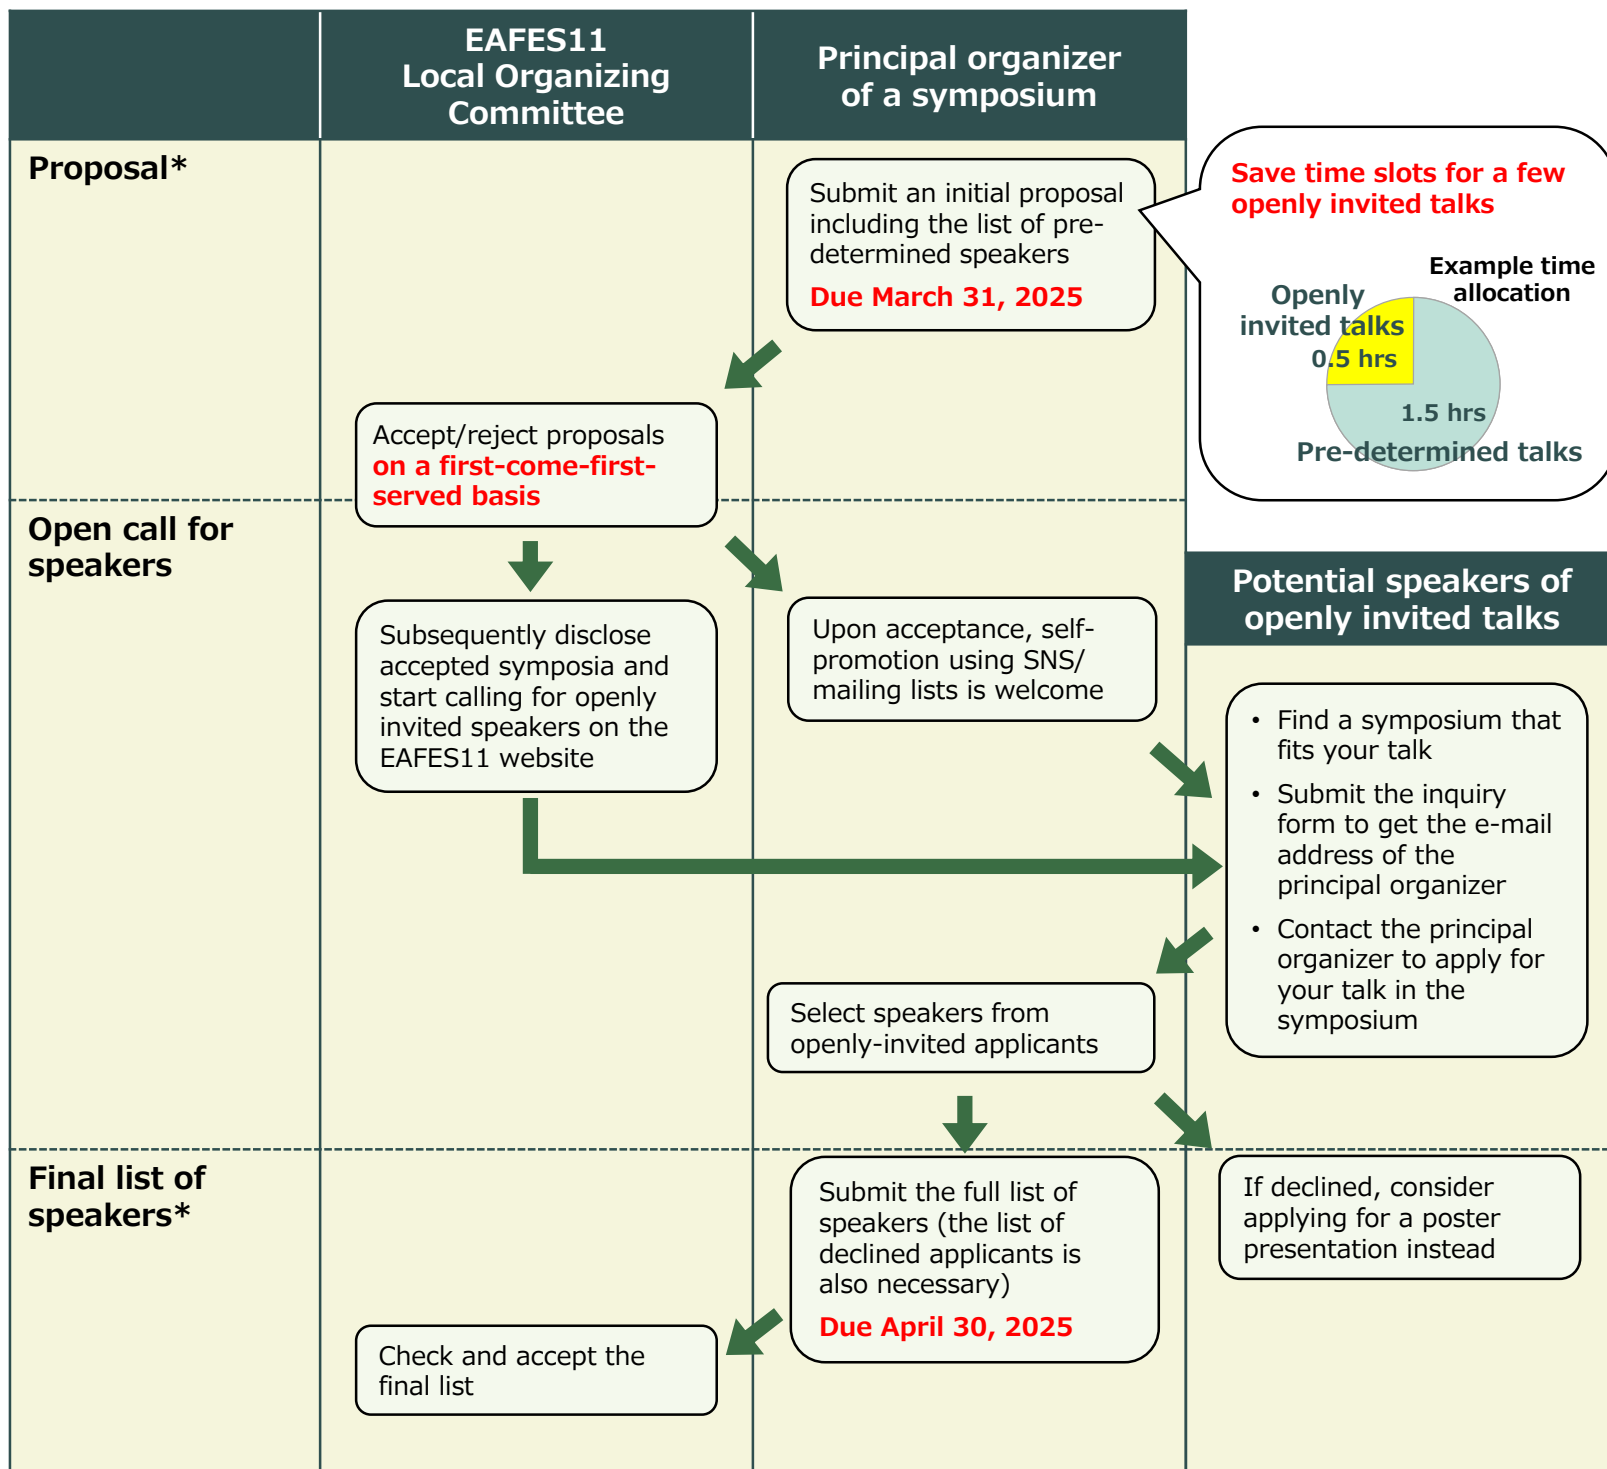 EAFES11
Local Organizing
Committee
Principal organizer
of a symposium
Proposal*
Submit an initial proposal
including the list of pre-
determined speakers
Due March 31, 2025
Save time slots for a few
openly invited talks
Example time
allocation
Openly
invited talks
0.5 hrs
1.5 hrs
Pre-determined talks
Accept/reject proposals
on a first-come-first-
served basis
Open call for
speakers
Potential speakers of
openly invited talks
Subsequently disclose
accepted symposia and
start calling for openly
invited speakers on the
EAFES11 website
Upon acceptance, self-
promotion using SNS/
mailing lists is welcome
• Find a symposium that
fits your talk
• Submit the inquiry
form to get the e-mail
address of the
principal organizer
• Contact the principal
organizer to apply for
your talk in the
symposium
Select speakers from
openly-invited applicants
Final list of
speakers*
Submit the full list of
speakers (the list of
declined applicants is
also necessary)
Due April 30, 2025
If declined, consider
applying for a poster
presentation instead
Check and accept the
final list